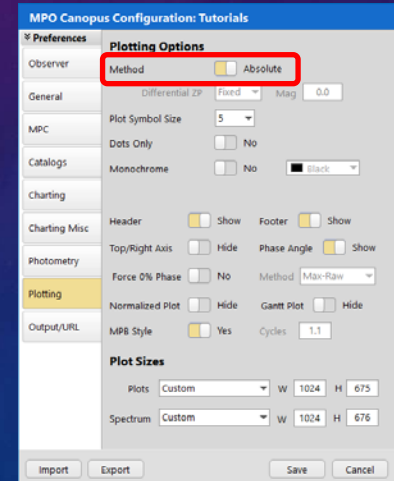 MPO Canopus Configuration: Tutorials
Preferences
Observer
General
MPC
Catalogs
Charting
Charting Misc
Photometry
Plotting
Output/URL
Plotting Options
Method Absolute
Differential ZP Fixed Mag 0.0
Plot Symbol Size 5
Dots Only No
Monochrome No Black
Header Show Footer Show
Top/Right Axis Hide Phase Angle Show
Force 0% Phase No Method Max-Raw
Normalized Plot Hide Gantt Plot Hide
MPB Style Yes Cycles 1.1
Plot Sizes
Plots Custom W 1024 H 675
Spectrum Custom W 1024 H 676
Import Export Save Cancel